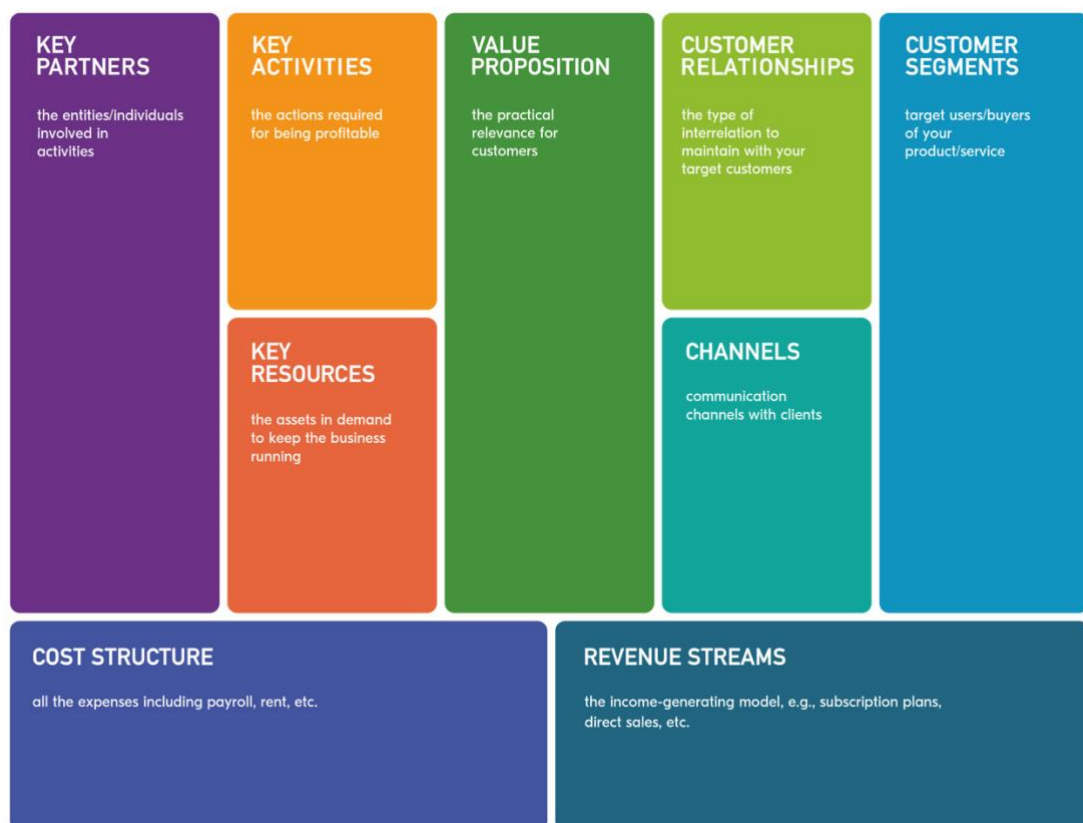 KEY
PARTNERS
the entities/individuals
involved in
activities
KEY
ACTIVITIES
the actions required
for being profitable
KEY
RESOURCES
the assets in demand
to keep the business
running
VALUE
PROPOSITION
the practical
relevance for
customers
CUSTOMER
RELATIONSHIPS
the type of
interrelation to
maintain with your
target customers
CHANNELS
communication
channels with clients
CUSTOMER
SEGMENTS
target users/buyers
of your
product/service
COST STRUCTURE
all the expenses including payroll, rent, etc.
REVENUE STREAMS
the income-generating model, e.g., subscription plans,
direct sales, etc.